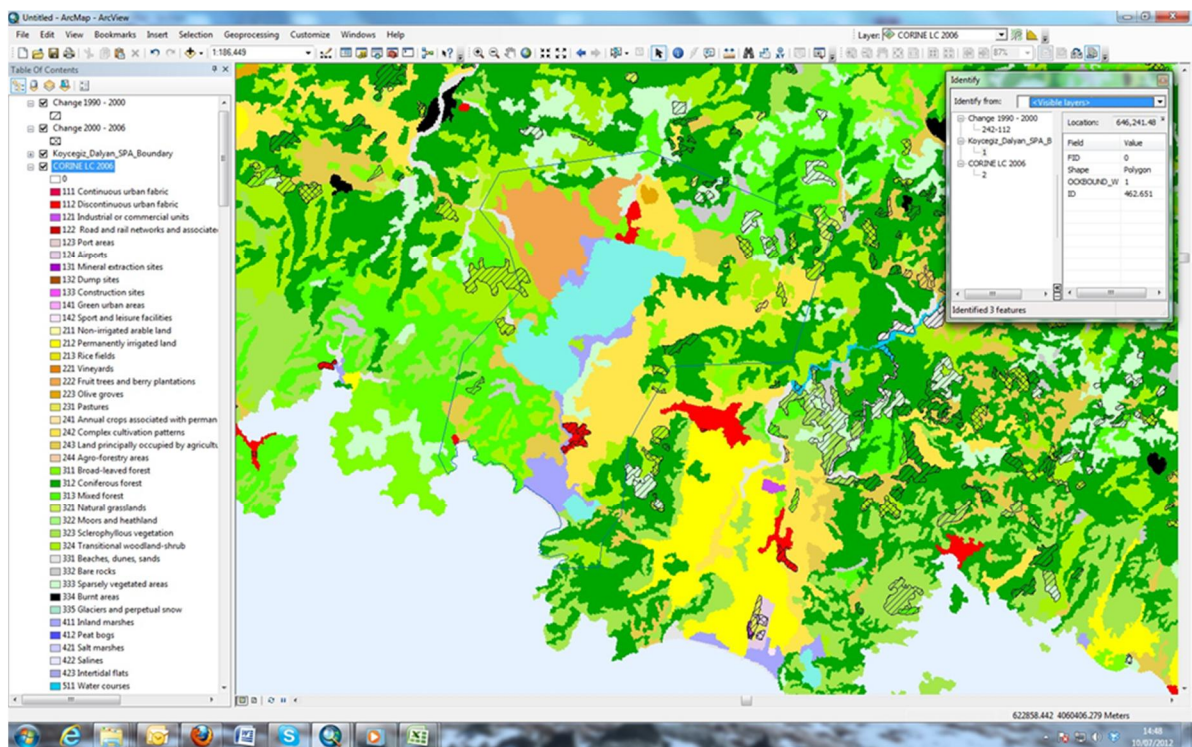 Untitled - ArcMap - ArcView
File Edit View Bookmarks Insert Selection Geoprocessing Customize Windows Help
Layer: CORINE LC 2006
1:186,449
87%
Table Of Contents
Change 1990 - 2000
Change 2000 - 2006
Koycegiz_Dalyan_SPA_Boundary
CORINE LC 2006
0
111 Continuous urban fabric
112 Discontinuous urban fabric
121 Industrial or commercial units
122 Road and rail networks and associate
123 Port areas
124 Airports
131 Mineral extraction sites
132 Dump sites
133 Construction sites
141 Green urban areas
142 Sport and leisure facilities
211 Non-irrigated arable land
212 Permanently irrigated land
213 Rice fields
221 Vineyards
222 Fruit trees and berry plantations
223 Olive groves
231 Pastures
241 Annual crops associated with perman
242 Complex cultivation patterns
243 Land principally occupied by agricultu
244 Agro-forestry areas
311 Broad-leaved forest
312 Coniferous forest
313 Mixed forest
321 Natural grasslands
322 Moors and heathland
323 Sclerophyllous vegetation
324 Transitional woodland-shrub
331 Beaches, dunes, sands
332 Bare rocks
333 Sparsely vegetated areas
334 Burnt areas
335 Glaciers and perpetual snow
411 Inland marshes
412 Peat bogs
421 Salt marshes
422 Salines
423 Intertidal flats
511 Water courses
Identify
Identify from: <Visible layers>
Change 1990 - 2000
242-112
Koycegiz_Dalyan_SPA_B
1
CORINE LC 2006
2
Location: 646,241.48
Field Value
FID 0
Shape Polygon
OCKBOUND_W 1
ID 462.651
Identified 3 features
622858.442 4060406.279 Meters
14:48
10/07/2012